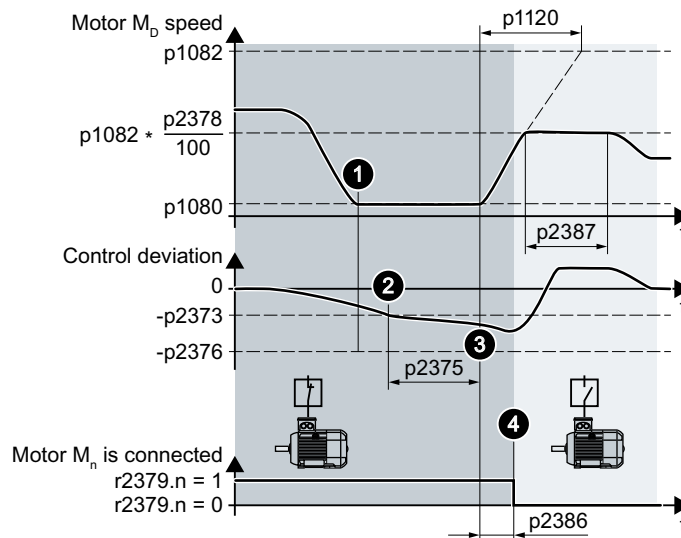 Motor M_D speed
p1120
p1082
p1082 * p2378
100
1
p1080
p2387
Control deviation
0
2
-p2373
3
-p2376
p2375
4
Motor M_n is connected
r2379.n = 1
r2379.n = 0
p2386